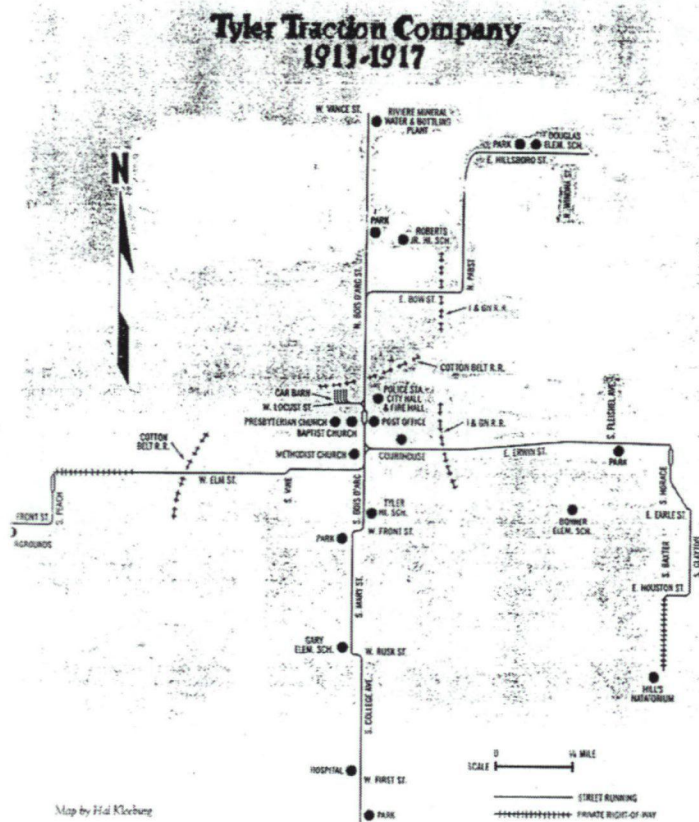 Tyler Traction Company
1913-1917
W. VANCE ST.
RIVIERE MINERAL
WATER & BOTTLING
PLANT
PARK
DOUGLAS
ELEM. SCH.
E. HILLSBORO ST.
N
N. PABST
PARK
ROBERTS
JR. HI. SCH.
N. BOIS D'ARC ST.
E. BOW ST.
I & GN R.R.
COTTON BELT R.R.
CAR BARN
W. LOCUST ST.
POLICE STA.
CITY HALL
& FIRE HALL
PRESBYTERIAN CHURCH
BAPTIST CHURCH
POST OFFICE
I & GN R.R.
S. FLEISHEL AVE.
COTTON
BELT R.R.
METHODIST CHURCH
COURTHOUSE
E. ERWIN ST.
PARK
W. ELM ST.
S. VINE
S. BOIS D'ARC
S. HORACE
S. PEACH
FRONT ST.
AGROUNDS
TYLER
HI. SCH.
W. FRONT ST.
BONNER
ELEM. SCH.
E. EARLE ST.
PARK
S. BAXTER
S. MARY ST.
E. HOUSTON ST.
GARY
ELEM. SCH.
W. RUSK ST.
HILL'S
NATATORIUM
S. COLLEGE AVE.
HOSPITAL
W. FIRST ST.
0 ¼ MILE
SCALE
STREET RUNNING
PRIVATE RIGHT-OF-WAY
Map by Hal Kleeburg
PARK